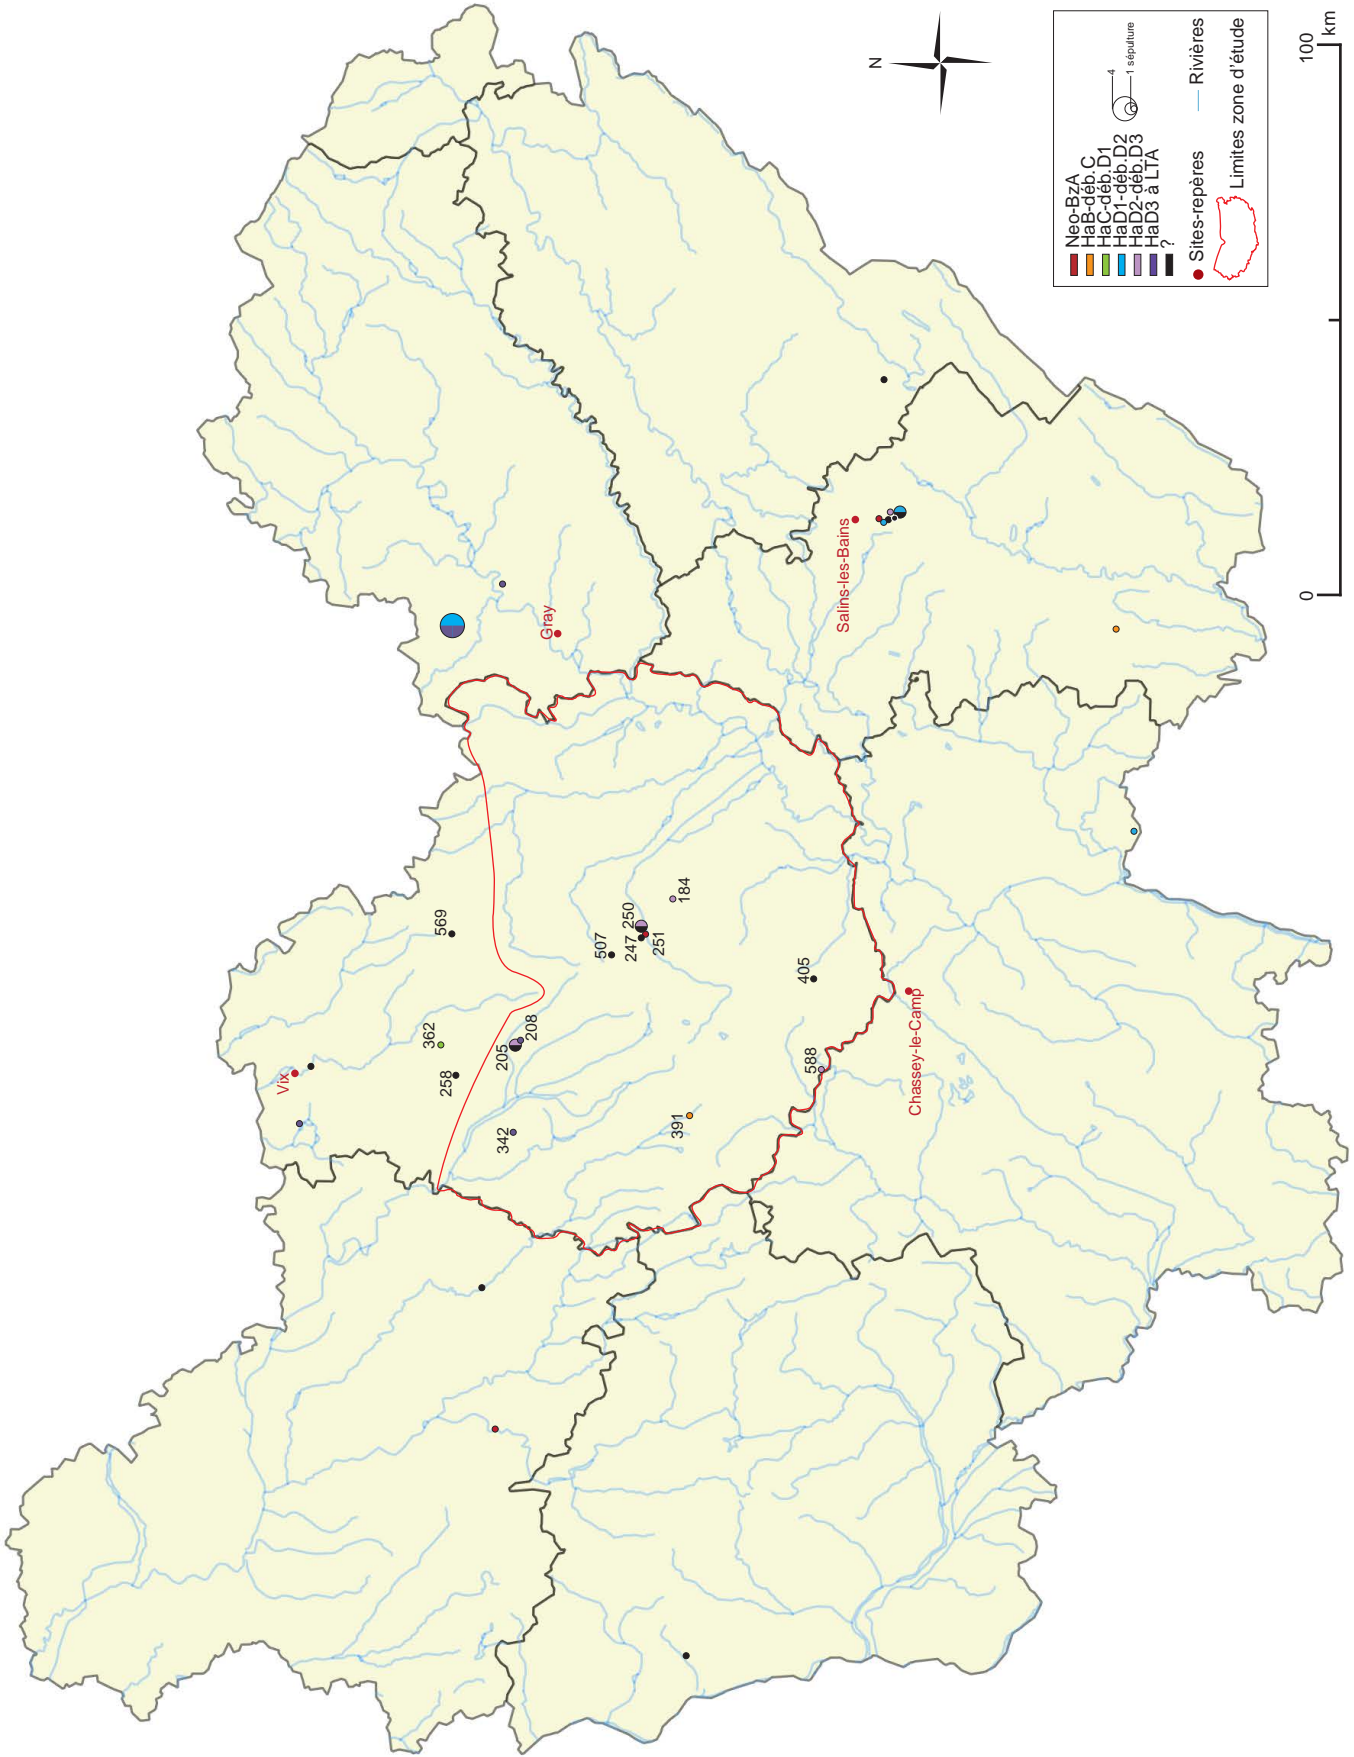 N
4
1 sépulture
Neo-BzA
HaB-déb.C
HaC-déb.D1
HaD1-déb.D2
HaD2-déb.D3
HaD3 à LTA
?
Sites-repères
Rivières
Limites zone d'étude
0
100
km
Vix
569
362
258
205
208
342
Gray
507
247
250
251
184
391
405
588
Salins-les-Bains
Chassey-le-Camp